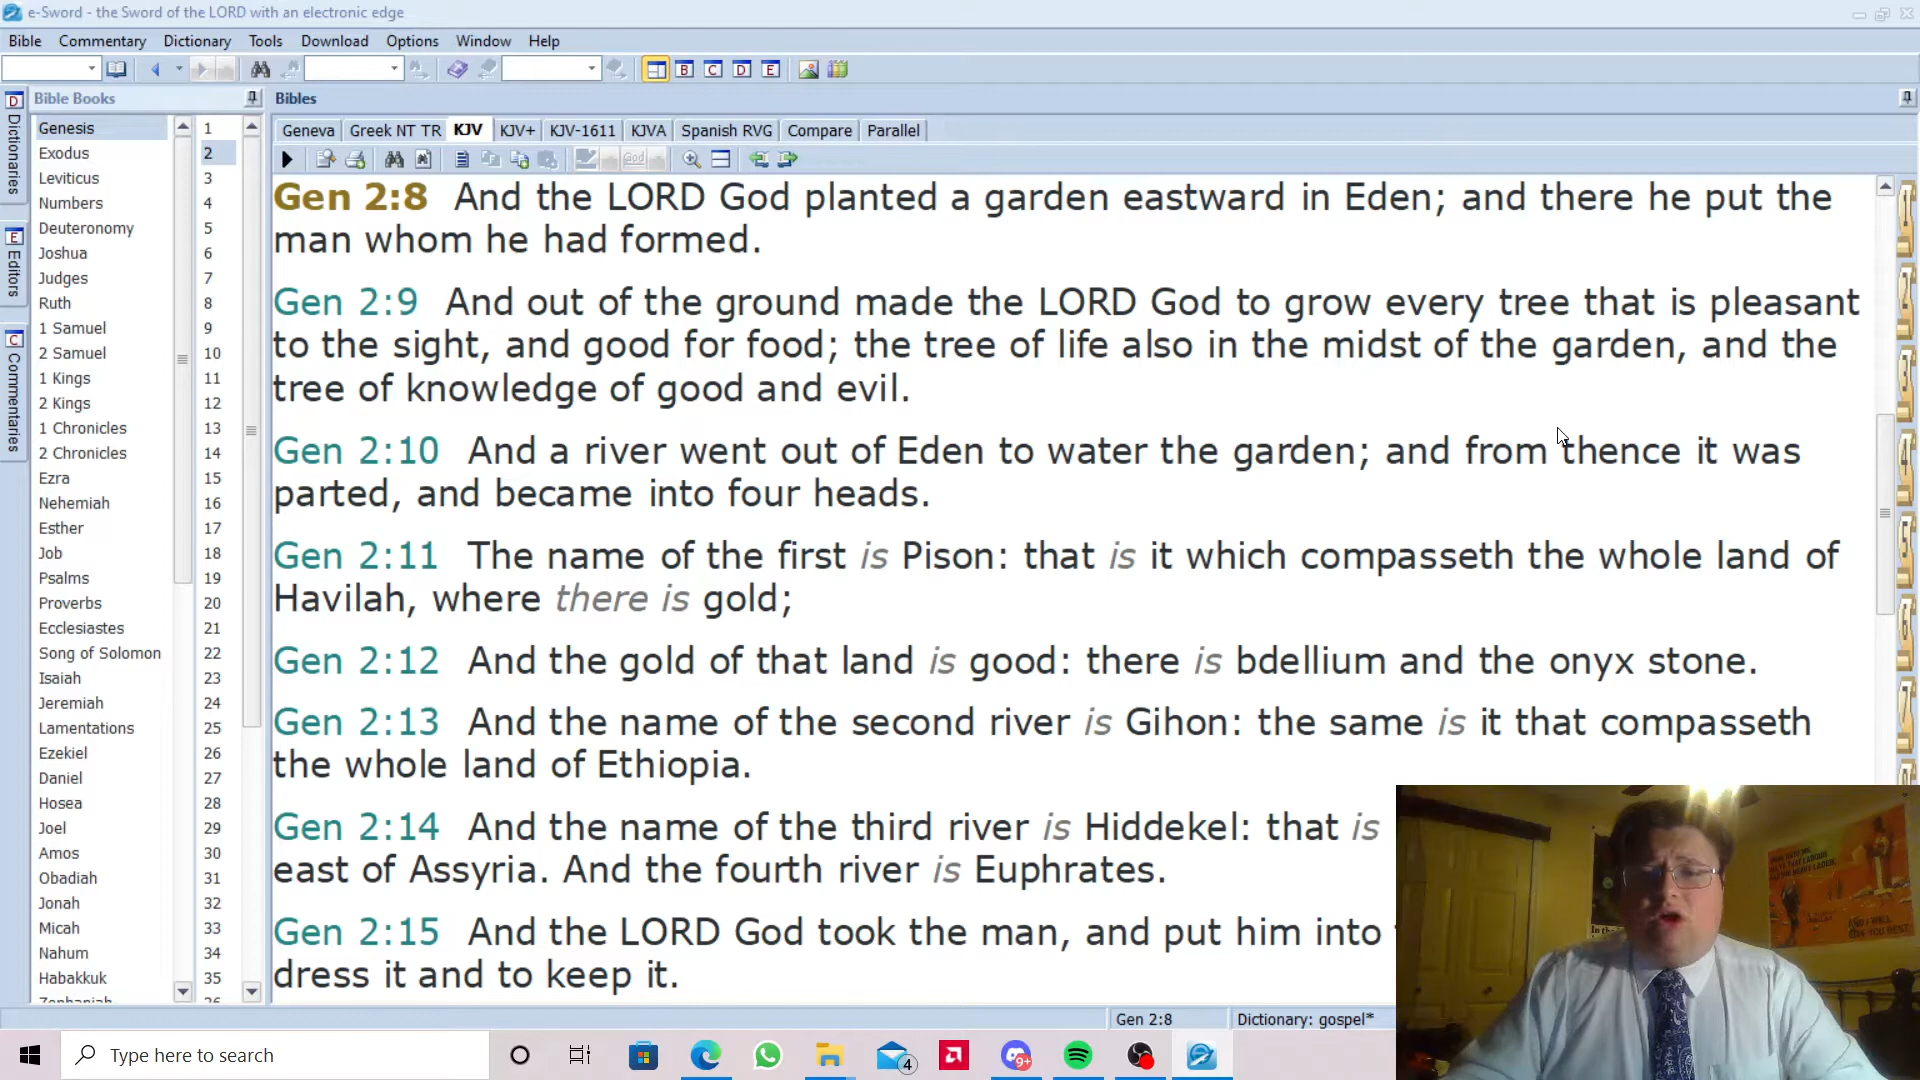 e-Sword - the Sword of the LORD with an electronic edge
Bible Commentary Dictionary Tools Download Options Window Help
B C D E
D Dictionaries
E Editors
C Commentaries
Bible Books
Genesis
Exodus
Leviticus
Numbers
Deuteronomy
Joshua
Judges
Ruth
1 Samuel
2 Samuel
1 Kings
2 Kings
1 Chronicles
2 Chronicles
Ezra
Nehemiah
Esther
Job
Psalms
Proverbs
Ecclesiastes
Song of Solomon
Isaiah
Jeremiah
Lamentations
Ezekiel
Daniel
Hosea
Joel
Amos
Obadiah
Jonah
Micah
Nahum
Habakkuk
Zephaniah
1
2
3
4
5
6
7
8
9
10
11
12
13
14
15
16
17
18
19
20
21
22
23
24
25
26
27
28
29
30
31
32
33
34
35
36
Bibles
Geneva Greek NT TR KJV KJV+ KJV-1611 KJVA Spanish RVG Compare Parallel
God
Gen 2:8 And the LORD God planted a garden eastward in Eden; and there he put the
man whom he had formed.
Gen 2:9 And out of the ground made the LORD God to grow every tree that is pleasant
to the sight, and good for food; the tree of life also in the midst of the garden, and the
tree of knowledge of good and evil.
Gen 2:10 And a river went out of Eden to water the garden; and from thence it was
parted, and became into four heads.
Gen 2:11 The name of the first is Pison: that is it which compasseth the whole land of
Havilah, where there is gold;
Gen 2:12 And the gold of that land is good: there is bdellium and the onyx stone.
Gen 2:13 And the name of the second river is Gihon: the same is it that compasseth
the whole land of Ethiopia.
Gen 2:14 And the name of the third river is Hiddekel: that is
east of Assyria. And the fourth river is Euphrates.
Gen 2:15 And the LORD God took the man, and put him into
dress it and to keep it.
1
2
3
4
5
6
7
AND I WILL
GIVE YOU REST
Gen 2:8 Dictionary: gospel*
Type here to search
4
9+